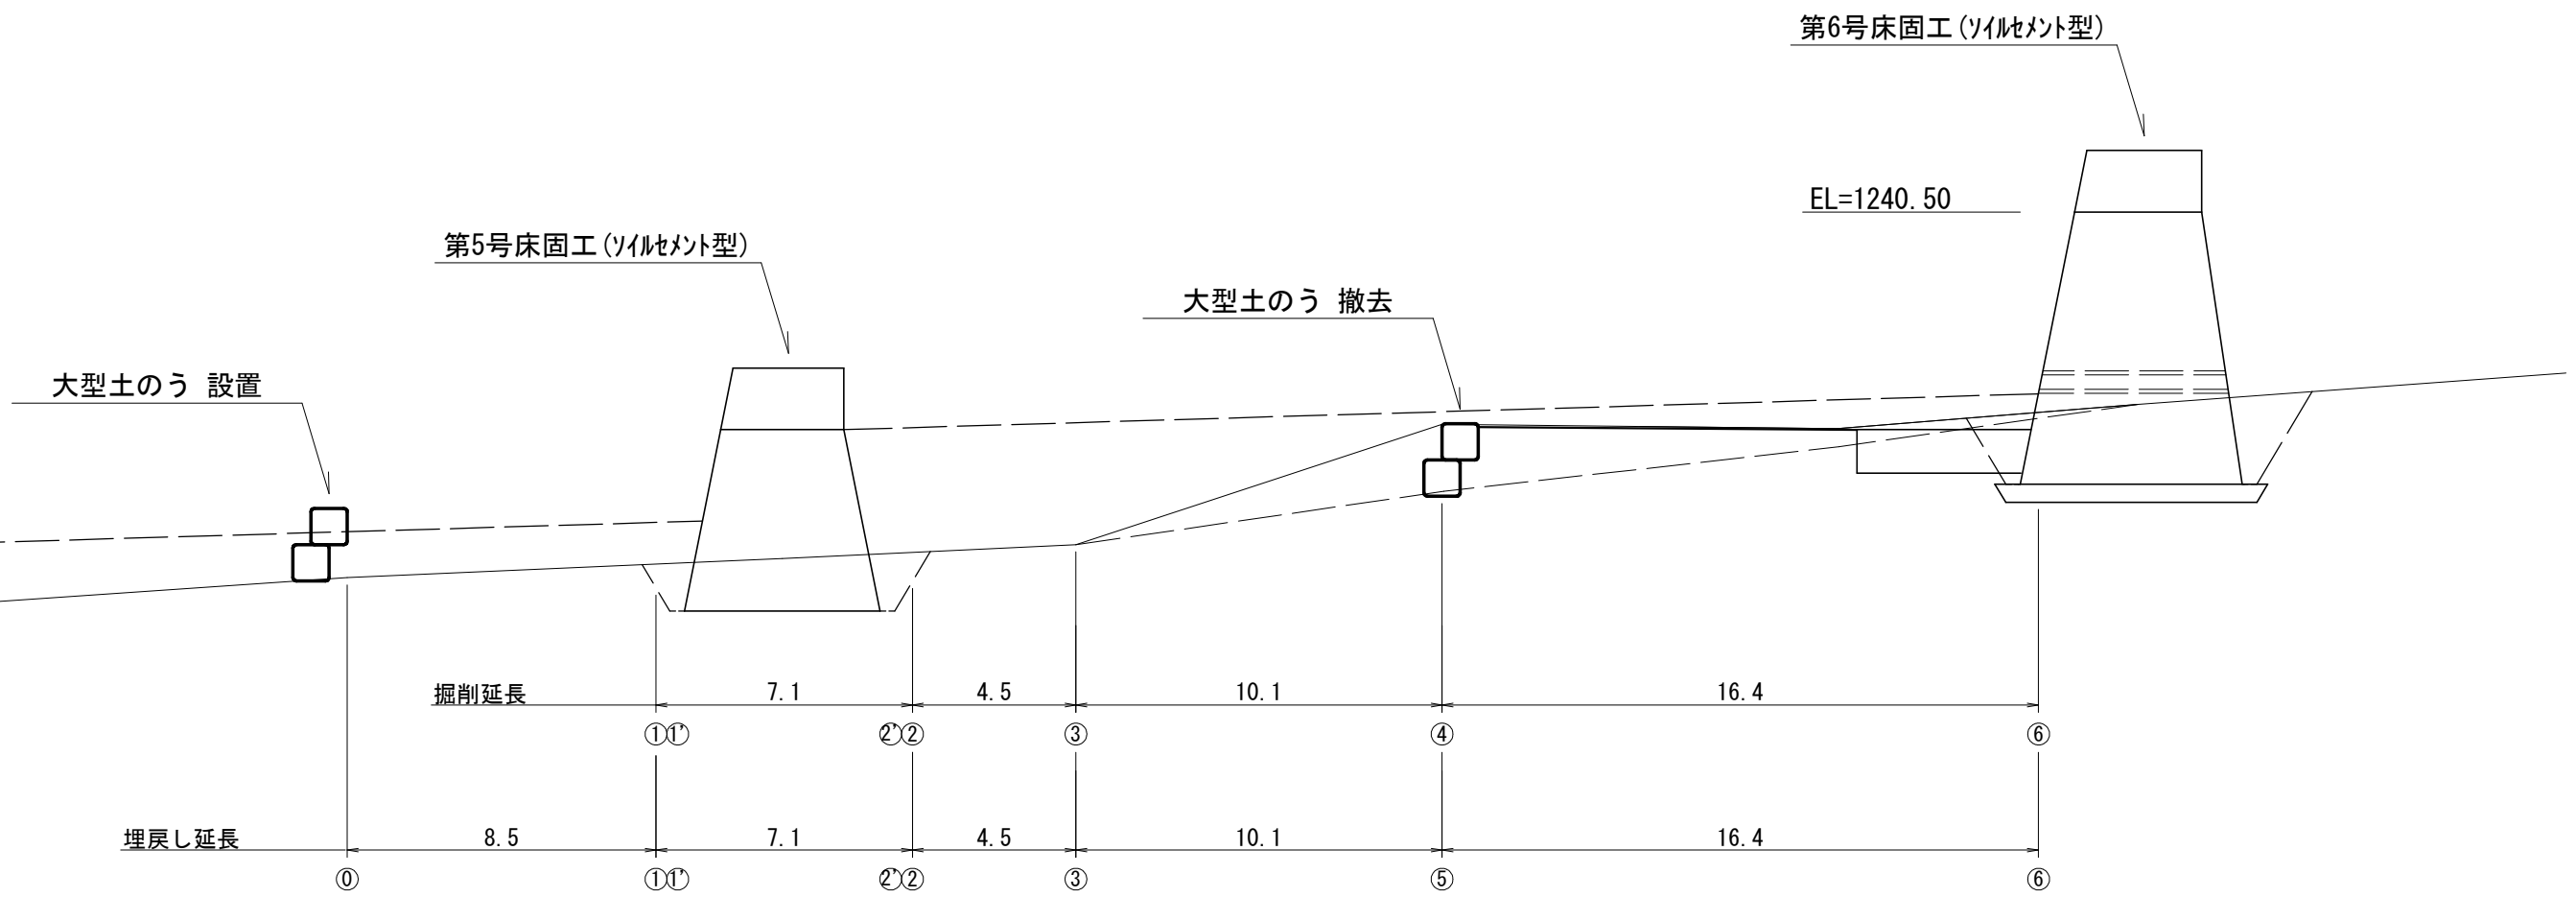 第6号床固工(ｿｲﾙｾﾒﾝﾄ型)
EL=1240.50
第5号床固工(ｿｲﾙｾﾒﾝﾄ型)
大型土のう 撤去
大型土のう 設置
掘削延長 7.1 4.5 10.1 16.4
①1' 2'② ③ ④ ⑥
埋戻し延長 8.5 7.1 4.5 10.1 16.4
⓪ ①1' 2'② ③ ⑤ ⑥